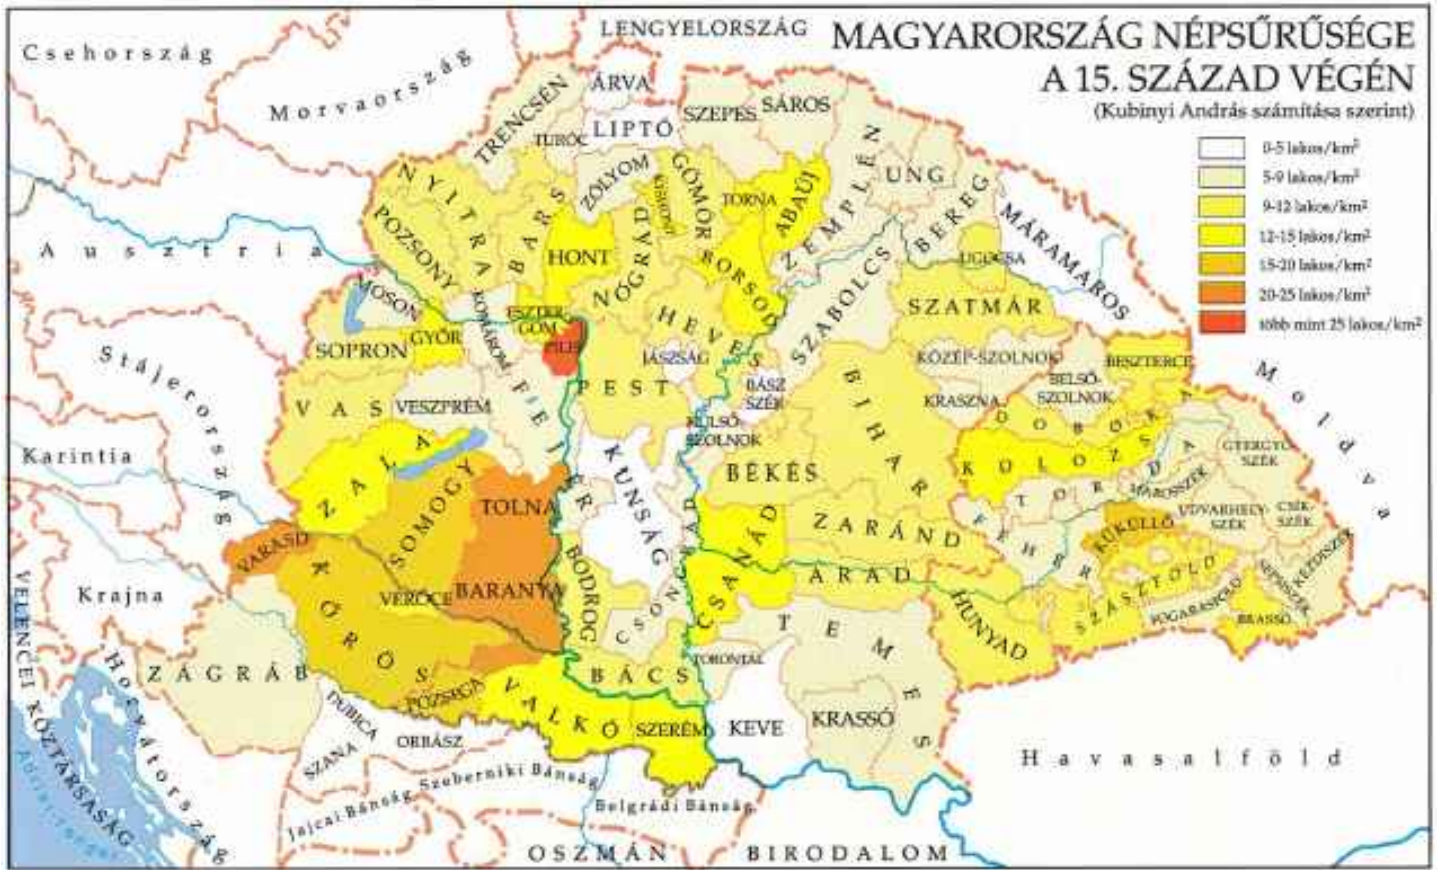 MAGYARORSZÁG NÉPSŰRŰSÉGE
A 15. SZÁZAD VÉGÉN
(Kubinyi András számítása szerint)
0-5 lakos/km²
5-9 lakos/km²
9-12 lakos/km²
12-15 lakos/km²
15-20 lakos/km²
20-25 lakos/km²
több mint 25 lakos/km²
LENGYELORSZÁG
Csehország
Morvaország
Ausztria
Stájerország
Karintia
Krajna
VELENCEI KÖZTÁRSASÁG
Adriai-tenger
Horvátország
Moldva
Havasalföld
OSZMÁN BIRODALOM
Jajcai Bánság
Szeberniki Bánság
Belgrádi Bánság
ÁRVA
TRENCSÉN
TURÓC
LIPTÓ
SZEPES
SÁROS
ZEMPLÉN
UNG
BEREG
MÁRAMAROS
UGOCSA
NYITRA
POZSONY
BARS
ZÓLYOM
HONT
NÓGRÁD
GÖMÖR
TORNA
ABAÚJ
BORSOD
HEVES
SZABOLCS
SZATMÁR
MOSON
SOPRON
GYŐR
KOMÁROM
ESZTER-
GOM
PEST
JÁSZSÁG
KÜLSŐ-
SZOLNOK
KÖZÉP-SZOLNOK
KRASZNA
BELSŐ-
SZOLNOK
BESZTERCE
DOBOKA
KOLOZS
TORDA
FEHÉR
MAROSSZÉK
GYERGYÓ-
SZÉK
UDVARHELY-
SZÉK
CSÍK-
SZÉK
KÜKÜLLŐ
SZÁSZFÖLD
FOGARASFÖLD
SEPSISZÉK
KÉZDISZÉK
BRASSÓ
HUNYAD
VAS
VESZPRÉM
FEJÉR
ZALA
SOMOGY
TOLNA
BARANYA
VERŐCE
KUNSÁG
BIHAR
BÉKÉS
ZARÁND
ARAD
CSANÁD
CSONGRÁD
BODROG
BÁCS
TORONTÁL
TEMES
KEVE
KRASSÓ
VARASD
KŐRÖS
ZÁGRÁB
POZSEGA
VALKÓ
SZERÉM
DUBICA
SZANA
ORBÁSZ